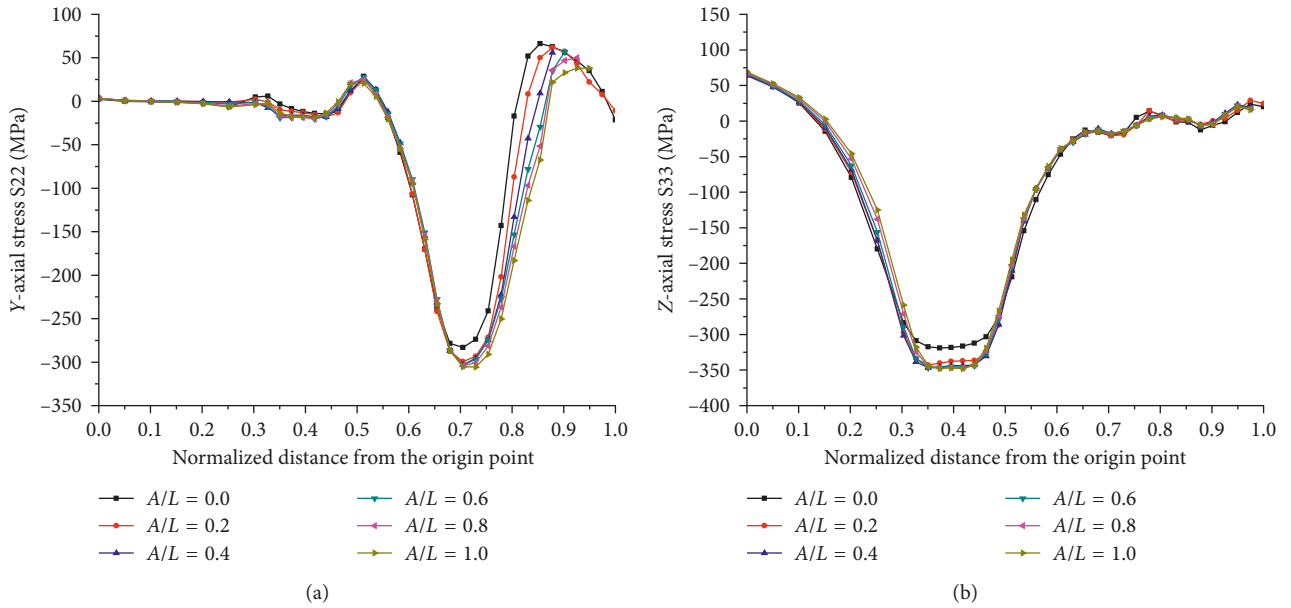 100
50
0
−50
−100
−150
−200
−250
−300
−350
Y-axial stress S22 (MPa)
0.0 0.1 0.2 0.3 0.4 0.5 0.6 0.7 0.8 0.9 1.0
Normalized distance from the origin point
A/L = 0.0
A/L = 0.2
A/L = 0.4
A/L = 0.6
A/L = 0.8
A/L = 1.0
(a)
150
100
50
0
−50
−100
−150
−200
−250
−300
−350
−400
Z-axial stress S33 (MPa)
0.0 0.1 0.2 0.3 0.4 0.5 0.6 0.7 0.8 0.9 1.0
Normalized distance from the origin point
A/L = 0.0
A/L = 0.2
A/L = 0.4
A/L = 0.6
A/L = 0.8
A/L = 1.0
(b)